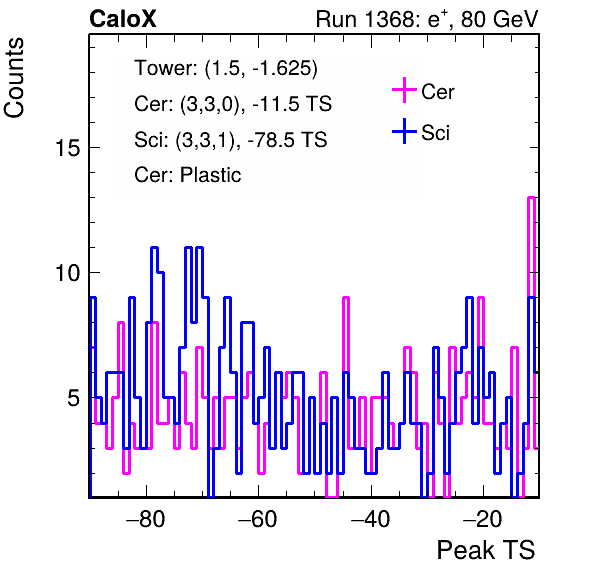 CaloX Run 1368: e+, 80 GeV
Counts
Tower: (1.5, -1.625)
Cer: (3,3,0), -11.5 TS
Sci: (3,3,1), -78.5 TS
Cer: Plastic
Cer
Sci
15
10
5
−80 −60 −40 −20
Peak TS